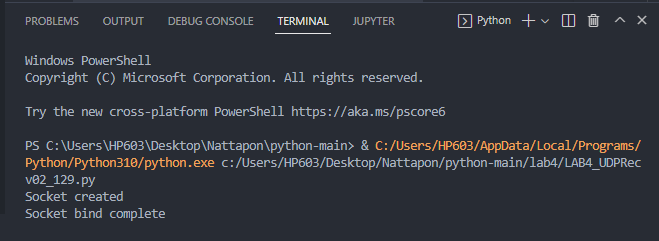 PROBLEMS OUTPUT DEBUG CONSOLE TERMINAL JUPYTER Python
Windows PowerShell
Copyright (C) Microsoft Corporation. All rights reserved.
Try the new cross-platform PowerShell https://aka.ms/pscore6
PS C:\Users\HP603\Desktop\Nattapon\python-main> & C:/Users/HP603/AppData/Local/Programs/
Python/Python310/python.exe c:/Users/HP603/Desktop/Nattapon/python-main/lab4/LAB4_UDPRec
v02_129.py
Socket created
Socket bind complete